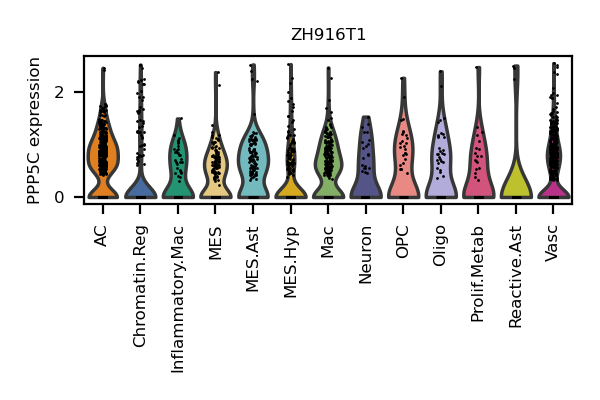 ZH916T1
PPP5C expression
2
0
AC
Chromatin.Reg
Inflammatory.Mac
MES
MES.Ast
MES.Hyp
Mac
Neuron
OPC
Oligo
Prolif.Metab
Reactive.Ast
Vasc